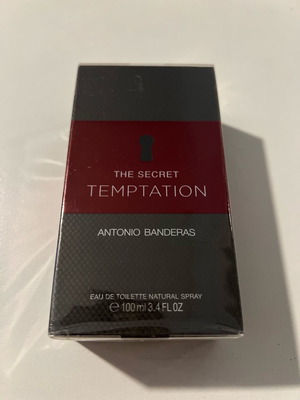 THE SECRET
TEMPTATION
ANTONIO BANDERAS
EAU DE TOILETTE NATURAL SPRAY
℮ 100 ml 3.4 FL OZ